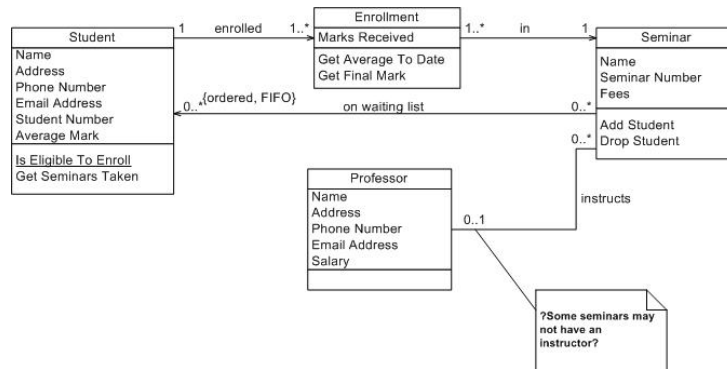 Student
Name
Address
Phone Number
Email Address
Student Number
Average Mark
Is Eligible To Enroll
Get Seminars Taken
1 enrolled 1..*
Enrollment
Marks Received
Get Average To Date
Get Final Mark
1..* in 1
Seminar
Name
Seminar Number
Fees
Add Student
Drop Student
{ordered, FIFO}
0..* on waiting list 0..*
0..*
instructs
0..1
Professor
Name
Address
Phone Number
Email Address
Salary
?Some seminars may
not have an
instructor?